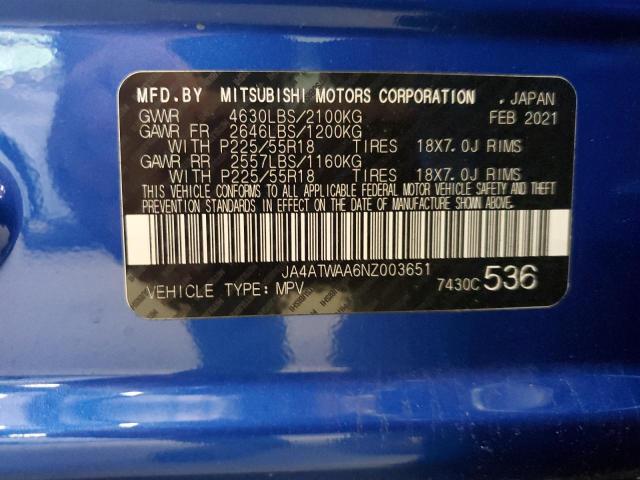 MFD.BY MITSUBISHI MOTORS CORPORATION , JAPAN
GVWR 4630LBS/2100KG FEB 2021
GAWR FR 2646LBS/1200KG
WITH P225/55R18 TIRES 18X7.0J RIMS
GAWR RR 2557LBS/1160KG
WITH P225/55R18 TIRES 18X7.0J RIMS
THIS VEHICLE CONFORMS TO ALL APPLICABLE FEDERAL MOTOR VEHICLE SAFETY AND THEFT
PREVENTION STANDARDS IN EFFECT ON THE DATE OF MANUFACTURE SHOWN ABOVE.
JA4ATWAA6NZ003651
VEHICLE TYPE: MPV 7430C 536